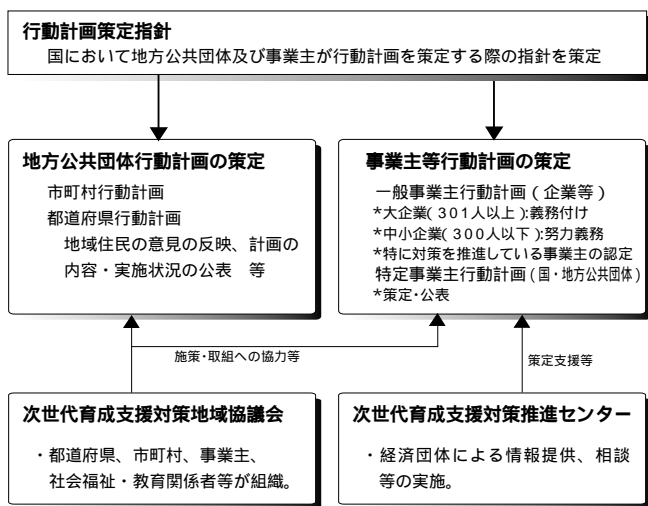 行動計画策定指針
国において地方公共団体及び事業主が行動計画を策定する際の指針を策定
地方公共団体行動計画の策定
市町村行動計画
都道府県行動計画
地域住民の意見の反映、計画の
内容・実施状況の公表　等
事業主等行動計画の策定
一般事業主行動計画（企業等）
*大企業(３０１人以上):義務付け
*中小企業(３００人以下):努力義務
*特に対策を推進している事業主の認定
特定事業主行動計画(国・地方公共団体)
*策定・公表
施策・取組への協力等
策定支援等
次世代育成支援対策地域協議会
・都道府県、市町村、事業主、
社会福祉・教育関係者等が組織。
次世代育成支援対策推進センター
・経済団体による情報提供、相談
等の実施。